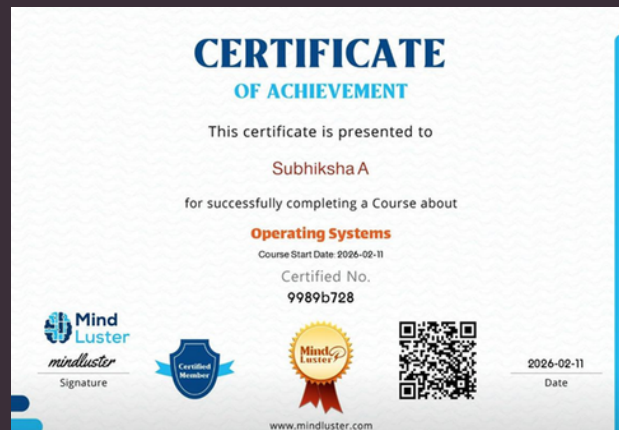 CERTIFICATE
OF ACHIEVEMENT
This certificate is presented to
Subhiksha A
for successfully completing a Course about
Operating Systems
Course Start Date: 2026-02-11
Certified No.
9989b728
Mind
Luster
mindluster
Signature
Certified
Member
Mind
Luster
2026-02-11
Date
www.mindluster.com